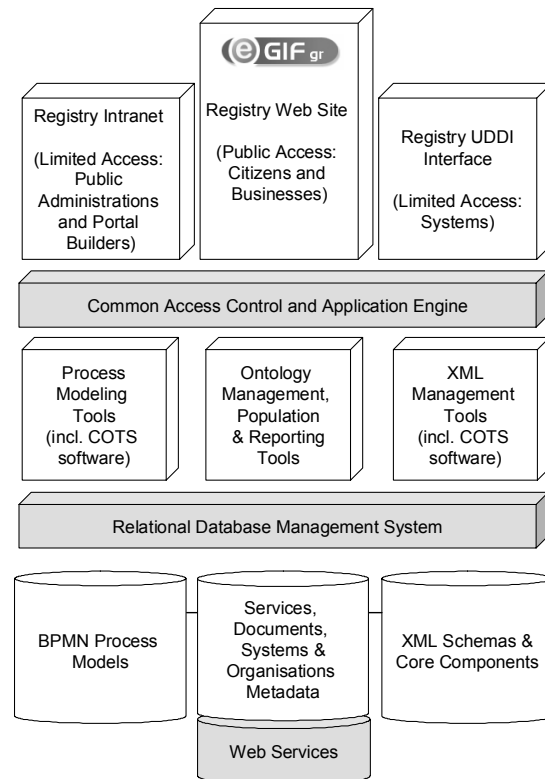 eGIF gr
Registry Intranet
(Limited Access:
Public
Administrations
and Portal
Builders)
Registry Web Site
(Public Access:
Citizens and
Businesses)
Registry UDDI
Interface
(Limited Access:
Systems)
Common Access Control and Application Engine
Process
Modeling
Tools
(incl. COTS
software)
Ontology
Management,
Population
& Reporting
Tools
XML
Management
Tools
(incl. COTS
software)
Relational Database Management System
BPMN Process
Models
Services,
Documents,
Systems &
Organisations
Metadata
XML Schemas &
Core Components
Web Services